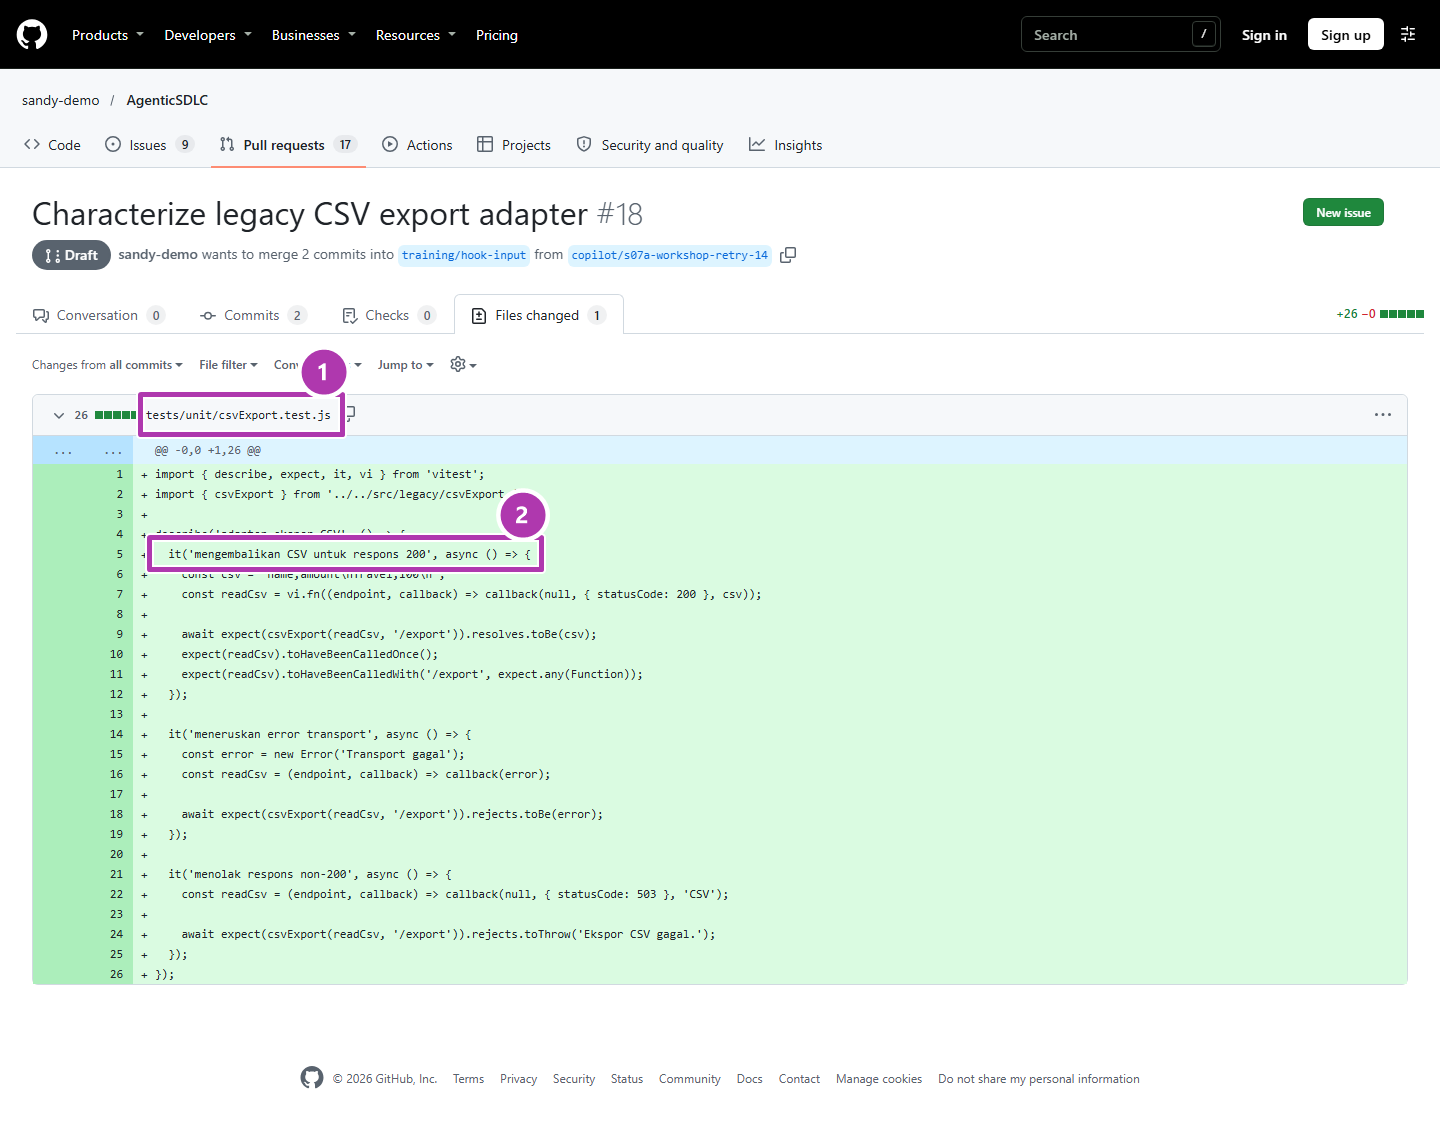 Products Developers Businesses Resources Pricing Search / Sign in Sign up
sandy-demo / AgenticSDLC
Code Issues 9 Pull requests 17 Actions Projects Security and quality Insights
Characterize legacy CSV export adapter #18
New issue
Draft sandy-demo wants to merge 2 commits into training/hook-input from copilot/s07a-workshop-retry-14
Conversation 0 Commits 2 Checks 0 Files changed 1 +26 −0
Changes from all commits File filter Jump to
1
26 tests/unit/csvExport.test.js ...
... ... @@ -0,0 +1,26 @@
1 + import { describe, expect, it, vi } from 'vitest';
2 + import { csvExport } from '../../src/legacy/csvExport
3 +
2
4 +
5 + it('mengembalikan CSV untuk respons 200', async () => {
6 + const csv =
7 + const readCsv = vi.fn((endpoint, callback) => callback(null, { statusCode: 200 }, csv));
8 +
9 + await expect(csvExport(readCsv, '/export')).resolves.toBe(csv);
10 + expect(readCsv).toHaveBeenCalledOnce();
11 + expect(readCsv).toHaveBeenCalledWith('/export', expect.any(Function));
12 + });
13 +
14 + it('meneruskan error transport', async () => {
15 + const error = new Error('Transport gagal');
16 + const readCsv = (endpoint, callback) => callback(error);
17 +
18 + await expect(csvExport(readCsv, '/export')).rejects.toBe(error);
19 + });
20 +
21 + it('menolak respons non-200', async () => {
22 + const readCsv = (endpoint, callback) => callback(null, { statusCode: 503 }, 'CSV');
23 +
24 + await expect(csvExport(readCsv, '/export')).rejects.toThrow('Ekspor CSV gagal.');
25 + });
26 + });
© 2026 GitHub, Inc. Terms Privacy Security Status Community Docs Contact Manage cookies Do not share my personal information